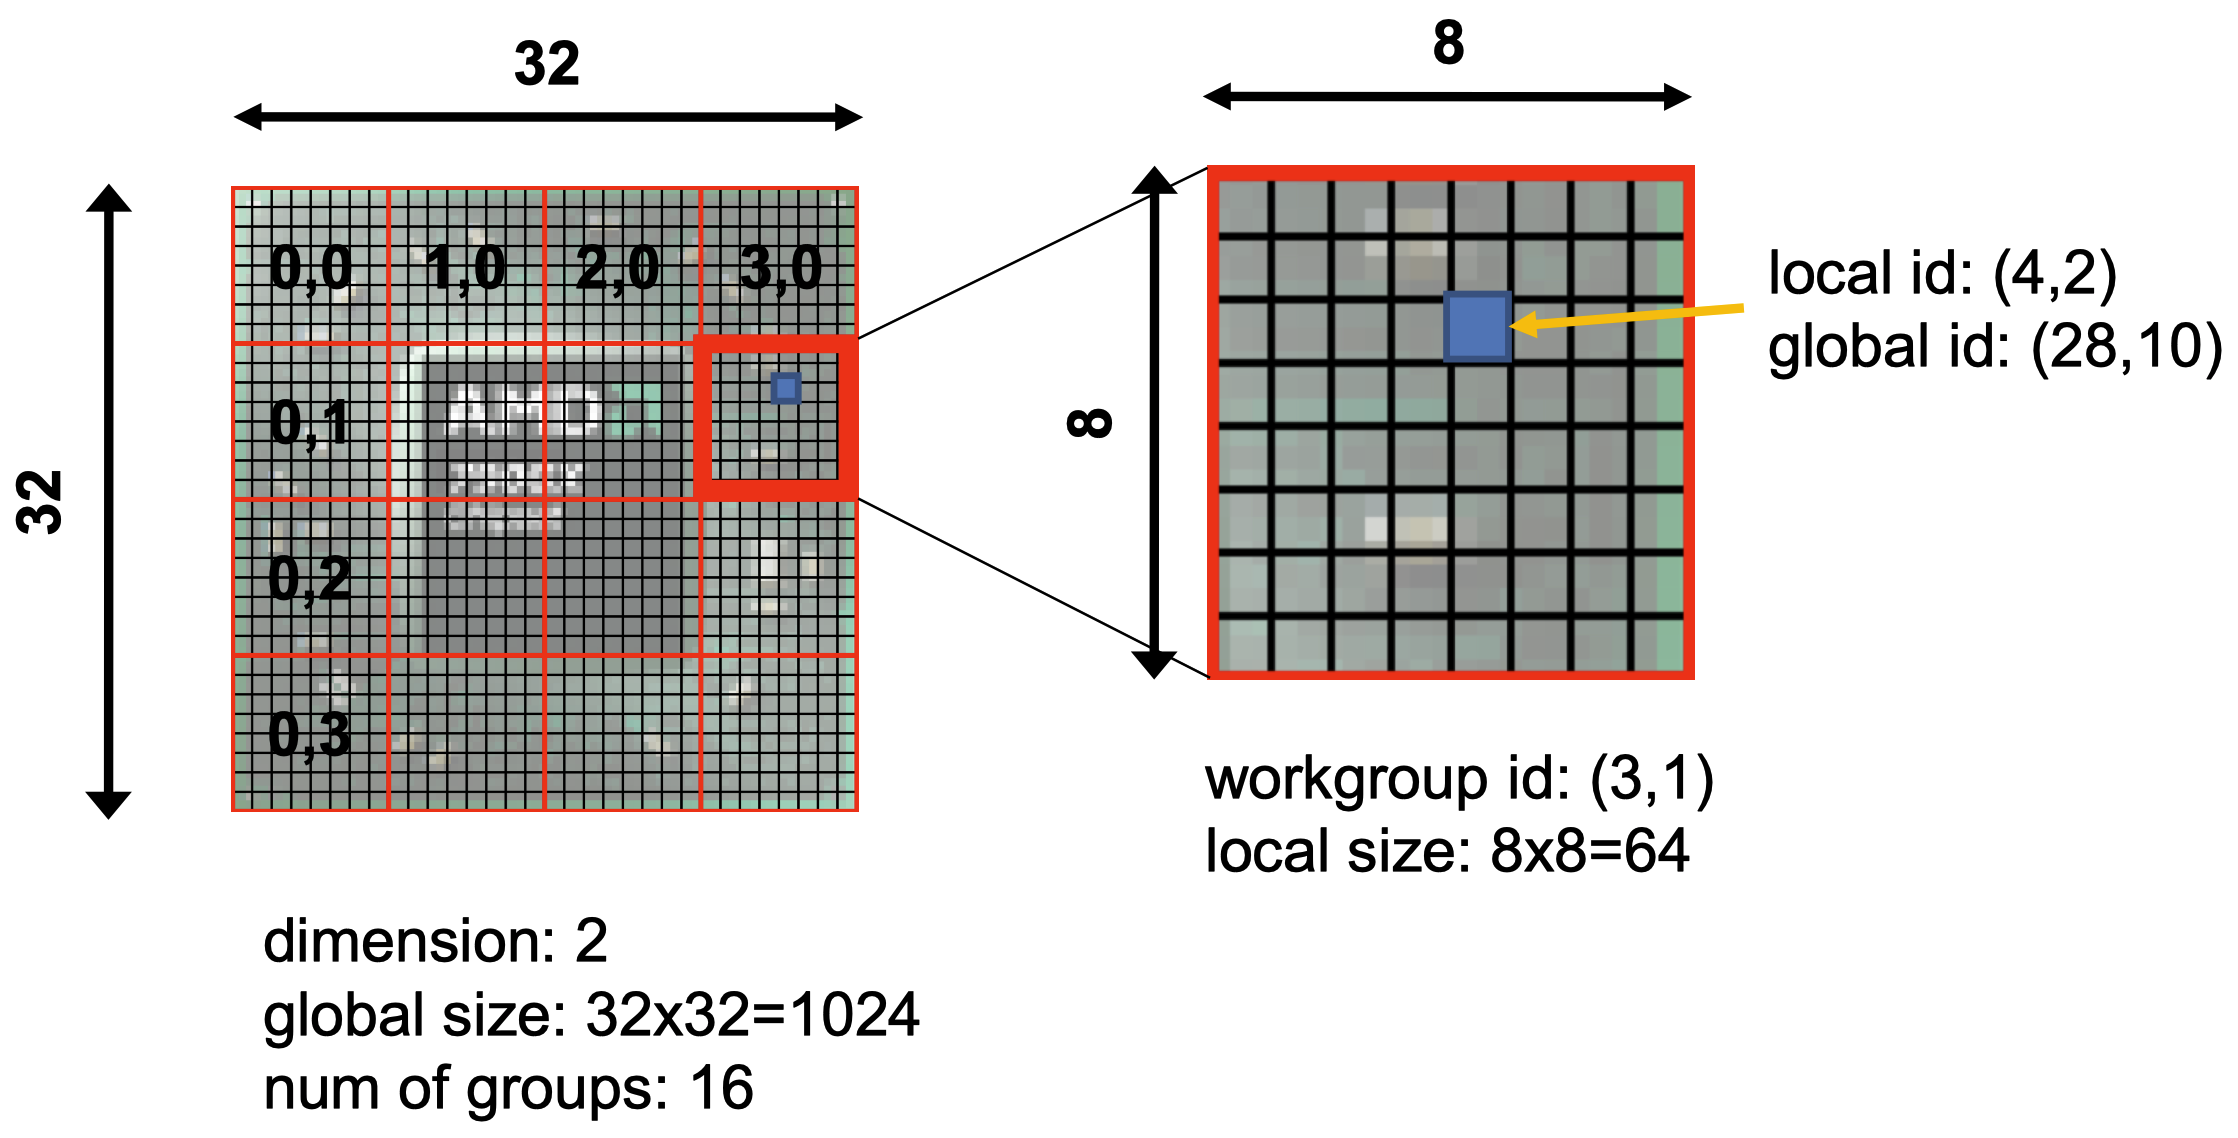 32
8
32
0,0 1,0 2,0 3,0
0,1
0,2
0,3
AMD
8
local id: (4,2)
global id: (28,10)
workgroup id: (3,1)
local size: 8x8=64
dimension: 2
global size: 32x32=1024
num of groups: 16